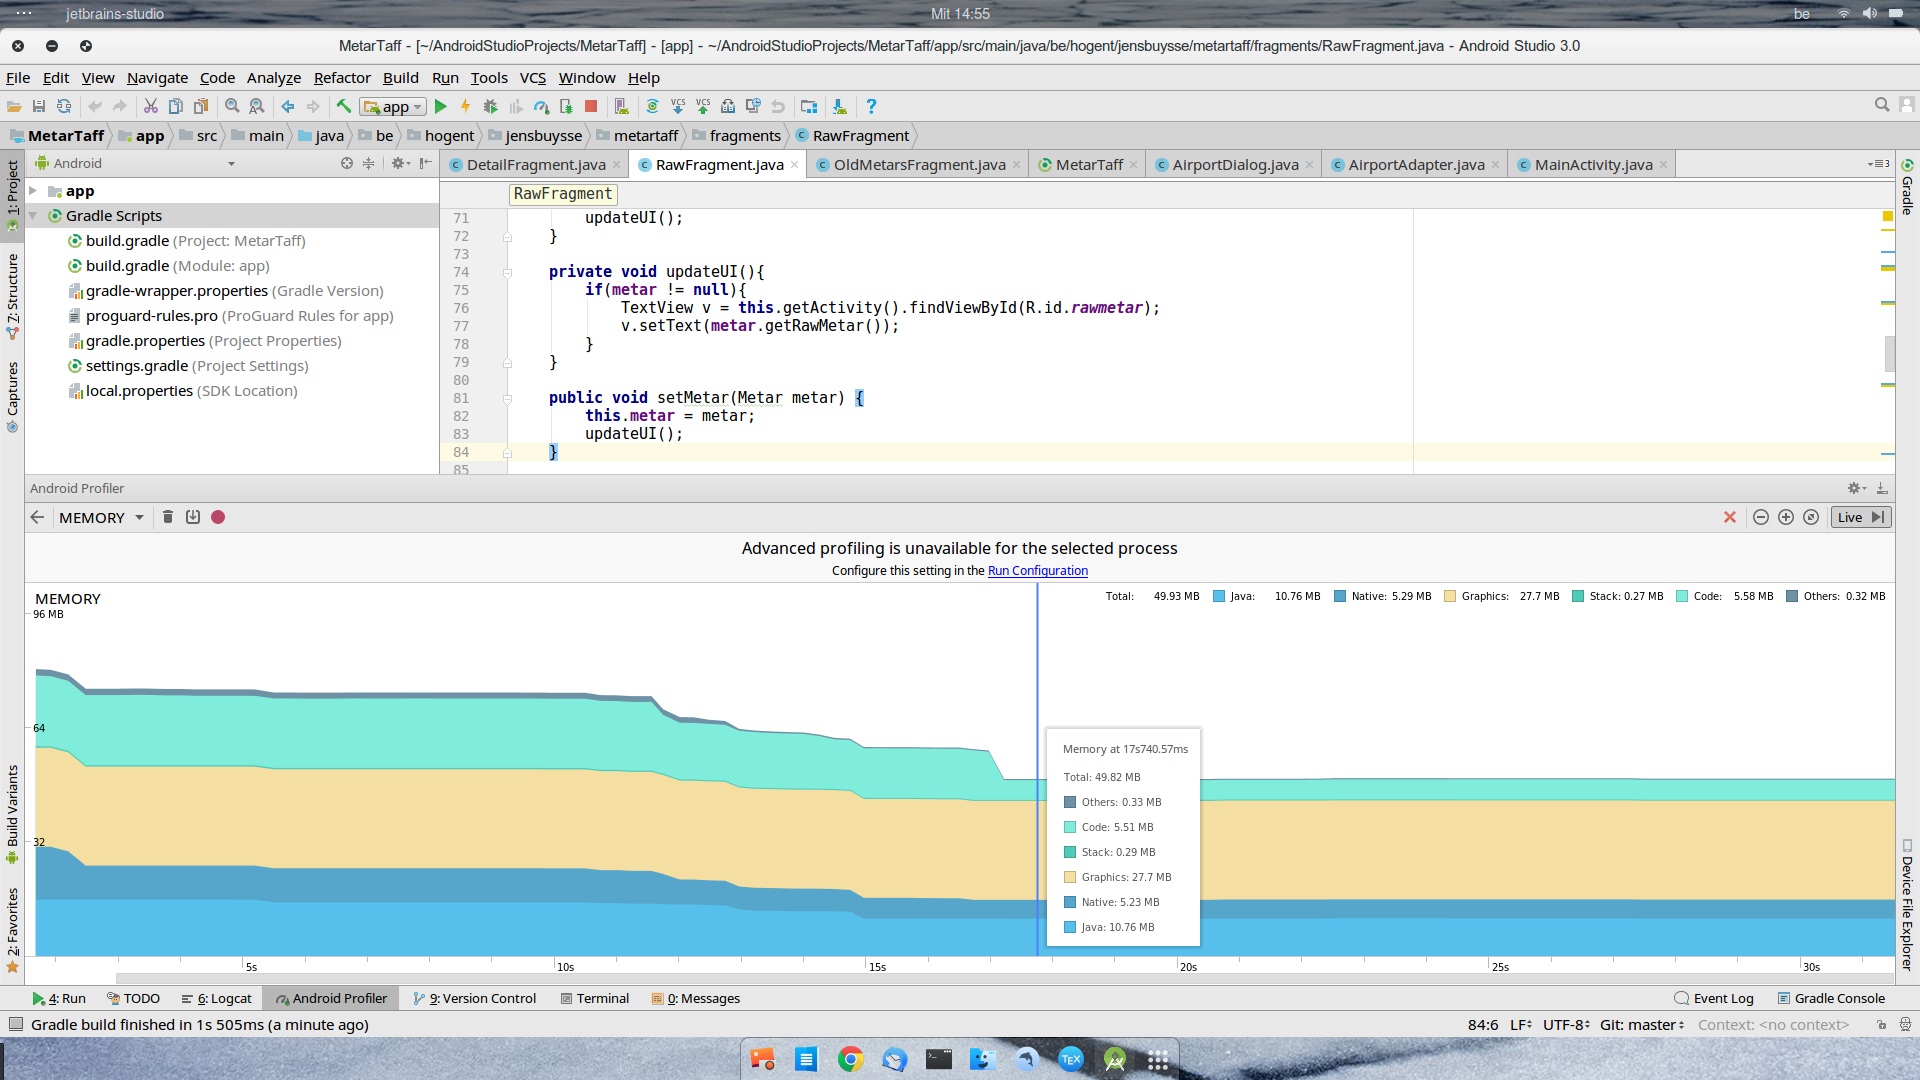 jetbrains-studio
Mit 14:55
be
MetarTaff - [~/AndroidStudioProjects/MetarTaff] - [app] - ~/AndroidStudioProjects/MetarTaff/app/src/main/java/be/hogent/jensbuysse/metartaff/fragments/RawFragment.java - Android Studio 3.0
File Edit View Navigate Code Analyze Refactor Build Run Tools VCS Window Help
app
VCS VCS
MetarTaff app src main java be hogent jensbuysse metartaff fragments RawFragment
Android
DetailFragment.java RawFragment.java OldMetarsFragment.java MetarTaff AirportDialog.java AirportAdapter.java MainActivity.java
3
1: Project
7: Structure
Captures
Build Variants
2: Favorites
Gradle
Device File Explorer
app
Gradle Scripts
build.gradle (Project: MetarTaff)
build.gradle (Module: app)
gradle-wrapper.properties (Gradle Version)
proguard-rules.pro (ProGuard Rules for app)
gradle.properties (Project Properties)
settings.gradle (Project Settings)
local.properties (SDK Location)
RawFragment
71 updateUI();
72 }
73
74 private void updateUI(){
75 if(metar != null){
76 TextView v = this.getActivity().findViewById(R.id.rawmetar);
77 v.setText(metar.getRawMetar());
78 }
79 }
80
81 public void setMetar(Metar metar) {
82 this.metar = metar;
83 updateUI();
84 }
85
Android Profiler
MEMORY
Live
Advanced profiling is unavailable for the selected process
Configure this setting in the Run Configuration
MEMORY
96 MB
64
32
Total: 49.93 MB Java: 10.76 MB Native: 5.29 MB Graphics: 27.7 MB Stack: 0.27 MB Code: 5.58 MB Others: 0.32 MB
Memory at 17s740.57ms
Total: 49.82 MB
Others: 0.33 MB
Code: 5.51 MB
Stack: 0.29 MB
Graphics: 27.7 MB
Native: 5.23 MB
Java: 10.76 MB
5s 10s 15s 20s 25s 30s
4: Run TODO 6: Logcat Android Profiler 9: Version Control Terminal 0: Messages Event Log Gradle Console
Gradle build finished in 1s 505ms (a minute ago)
84:6 LF UTF-8 Git: master Context: <no context>
TEX